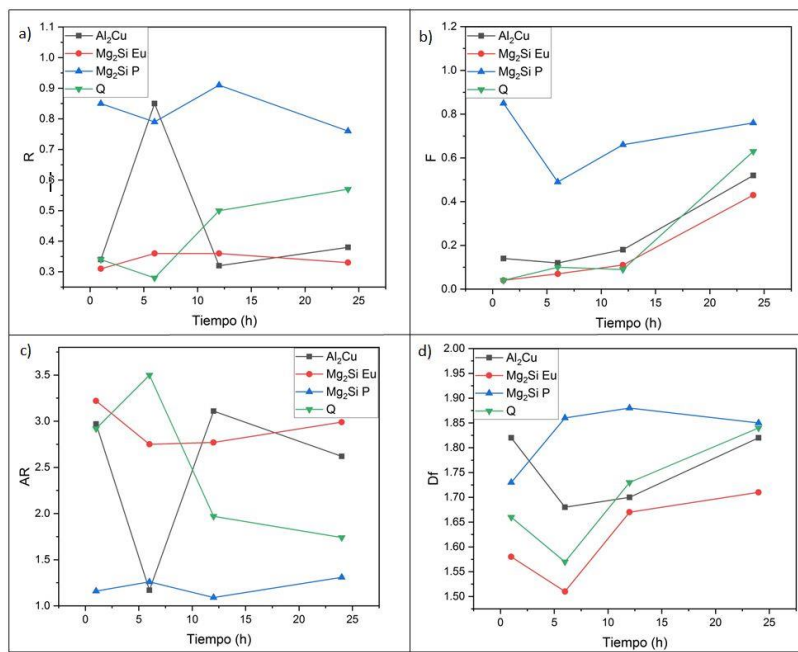 a)
Al₂Cu
Mg₂Si Eu
Mg₂Si P
Q
1.1
1.0
0.9
0.8
0.7
0.6
0.5
0.4
0.3
R
0
5
10
15
20
25
Tiempo (h)
b)
Al₂Cu
Mg₂Si Eu
Mg₂Si P
Q
1.2
1.0
0.8
0.6
0.4
0.2
0.0
F
0
5
10
15
20
25
Tiempo (h)
c)
Al₂Cu
Mg₂Si Eu
Mg₂Si P
Q
3.5
3.0
2.5
2.0
1.5
1.0
AR
0
5
10
15
20
25
Tiempo (h)
d)
Al₂Cu
Mg₂Si Eu
Mg₂Si P
Q
2.00
1.95
1.90
1.85
1.80
1.75
1.70
1.65
1.60
1.55
1.50
Df
0
5
10
15
20
25
Tiempo (h)